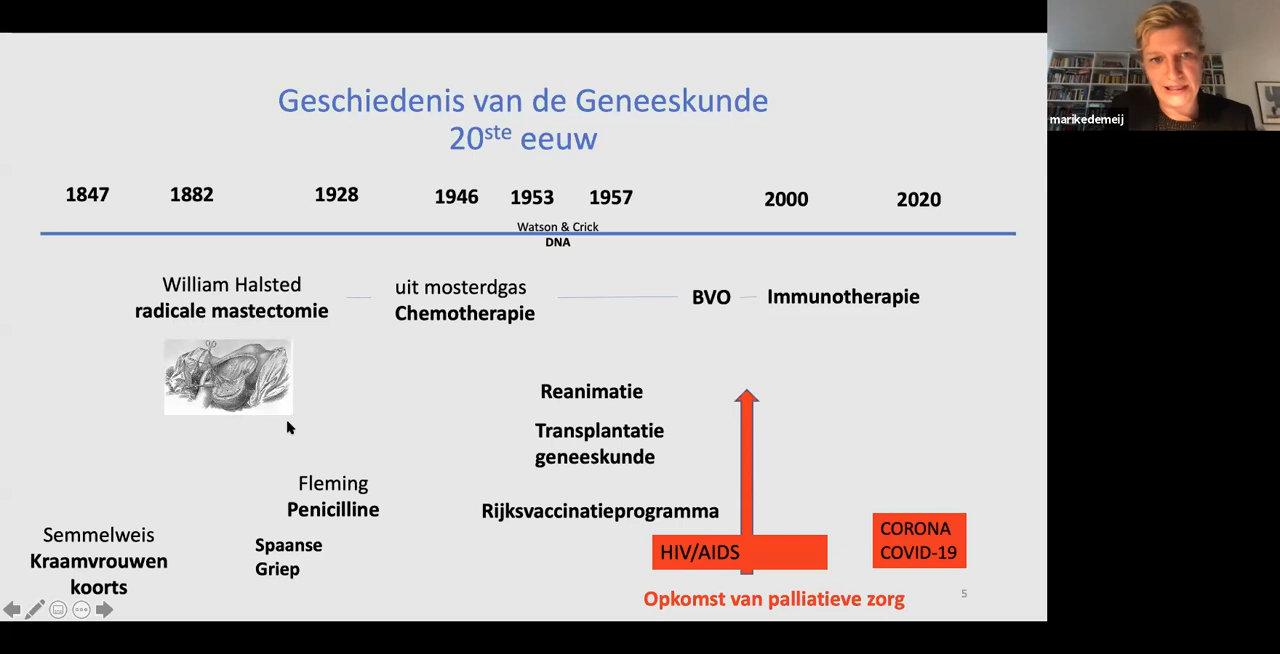 Geschiedenis van de Geneeskunde
20ste eeuw
1847 1882 1928 1946 1953 1957 2000 2020
Watson & Crick
DNA
William Halsted
radicale mastectomie
uit mosterdgas
Chemotherapie
BVO
Immunotherapie
Reanimatie
Transplantatie
geneeskunde
Fleming
Penicilline
Rijksvaccinatieprogramma
Semmelweis
Kraamvrouwen
koorts
Spaanse
Griep
HIV/AIDS
CORONA
COVID-19
Opkomst van palliatieve zorg
5
marikedemeij